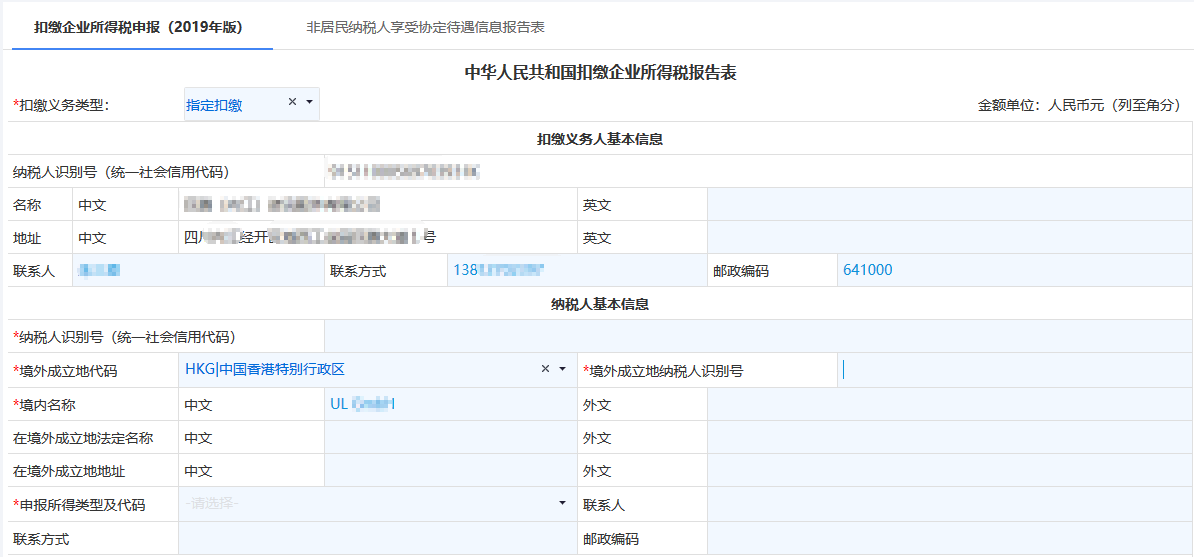 扣缴企业所得税申报（2019年版） 非居民纳税人享受协定待遇信息报告表
中华人民共和国扣缴企业所得税报告表
*扣缴义务类型： 指定扣缴 × 金额单位：人民币元（列至角分）
扣缴义务人基本信息
纳税人识别号（统一社会信用代码）
名称 中文 英文
地址 中文 四川 经开 号 英文
联系人 联系方式 138 邮政编码 641000
纳税人基本信息
*纳税人识别号（统一社会信用代码）
*境外成立地代码 HKG|中国香港特别行政区 × *境外成立地纳税人识别号
*境内名称 中文 UL 外文
在境外成立地法定名称 中文 外文
在境外成立地地址 中文 外文
*申报所得类型及代码 -请选择- 联系人
联系方式 邮政编码